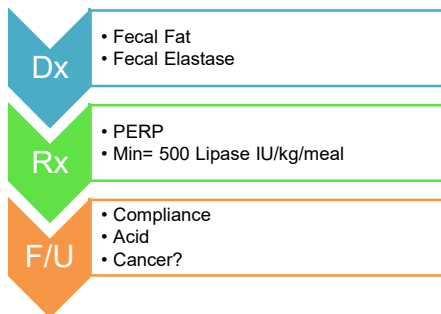 Dx
• Fecal Fat
• Fecal Elastase
Rx
• PERP
• Min= 500 Lipase IU/kg/meal
F/U
• Compliance
• Acid
• Cancer?